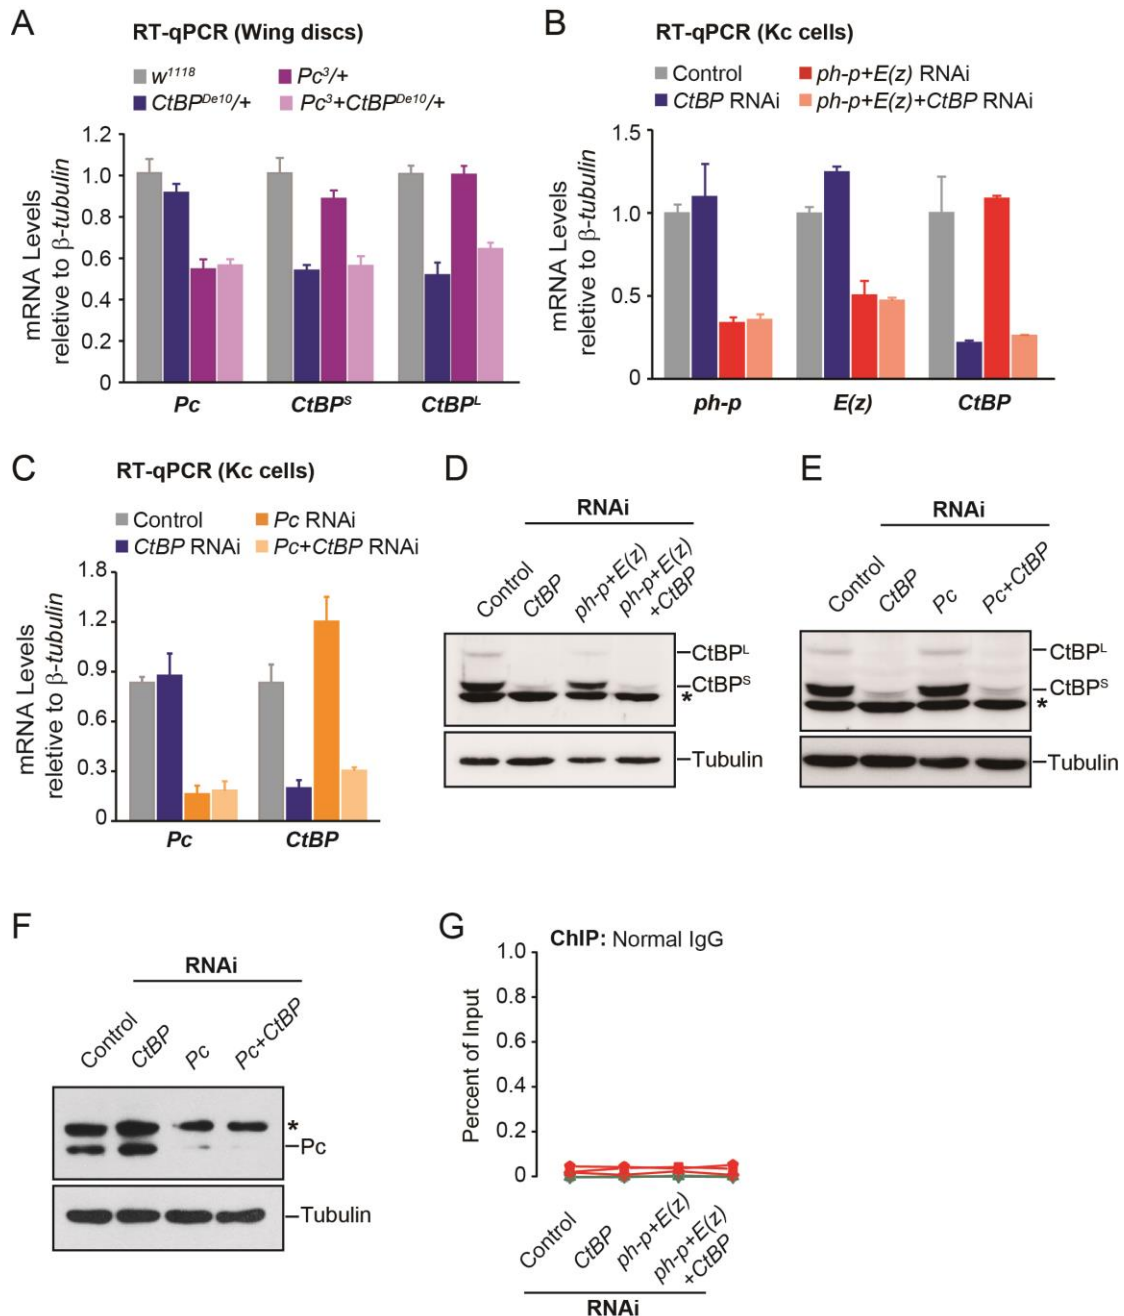 A
RT-qPCR (Wing discs)
w1118
Pc3/+
CtBPDe10/+
Pc3+CtBPDe10/+
mRNA Levels
reletive to β-tubulin
1.2
1.0
0.8
0.6
0.4
0.2
0
Pc
CtBPS
CtBPL
B
RT-qPCR (Kc cells)
Control
ph-p+E(z) RNAi
CtBP RNAi
ph-p+E(z)+CtBP RNAi
mRNA Levels
reletive to β-tubulin
1.5
1.0
0.5
0
ph-p
E(z)
CtBP
C
RT-qPCR (Kc cells)
Control
Pc RNAi
CtBP RNAi
Pc+CtBP RNAi
mRNA Levels
reletive to β-tubulin
1.8
1.2
0.9
0.6
0.3
0
Pc
CtBP
D
RNAi
Control
CtBP
ph-p+E(z)
ph-p+E(z)
+CtBP
CtBPL
CtBPS
*
Tubulin
E
RNAi
Control
CtBP
Pc
Pc+CtBP
CtBPL
CtBPS
*
Tubulin
F
RNAi
Control
CtBP
Pc
Pc+CtBP
*
Pc
Tubulin
G
ChIP: Normal IgG
Percent of Input
1.0
0.8
0.6
0.4
0.2
0
Control
CtBP
ph-p+E(z)
ph-p+E(z)
+CtBP
RNAi